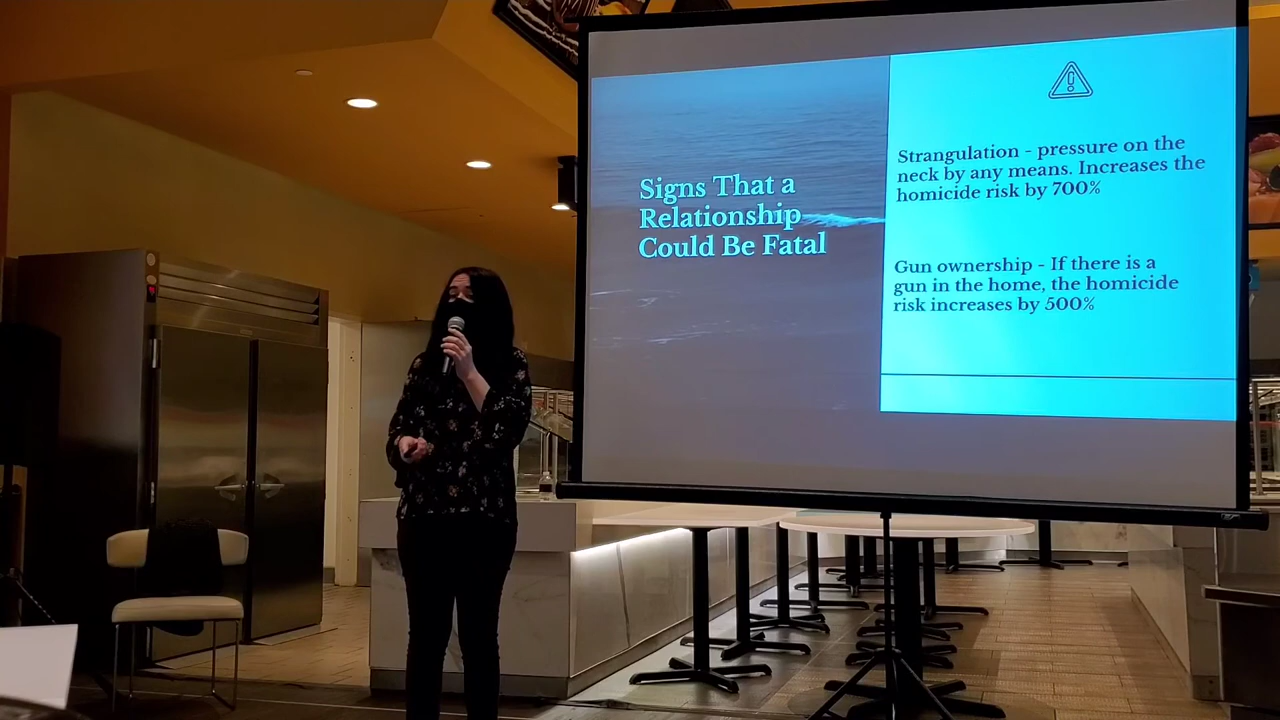 Signs That a
Relationship
Could Be Fatal
Strangulation - pressure on the
neck by any means. Increases the
homicide risk by 700%
Gun ownership - If there is a
gun in the home, the homicide
risk increases by 500%